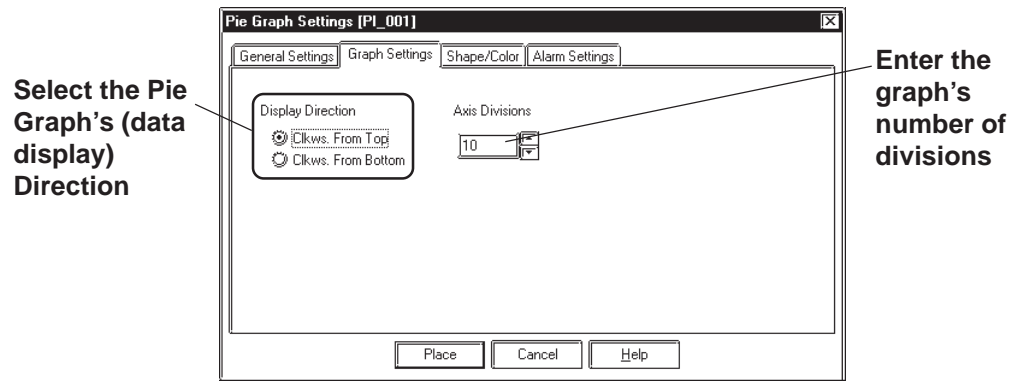 Pie Graph Settings [PI_001]
General Settings
Graph Settings
Shape/Color
Alarm Settings
Select the Pie
Graph's (data
display)
Direction
Display Direction
Clkws. From Top
Clkws. From Bottom
Axis Divisions
10
Enter the
graph's
number of
divisions
Place
Cancel
Help